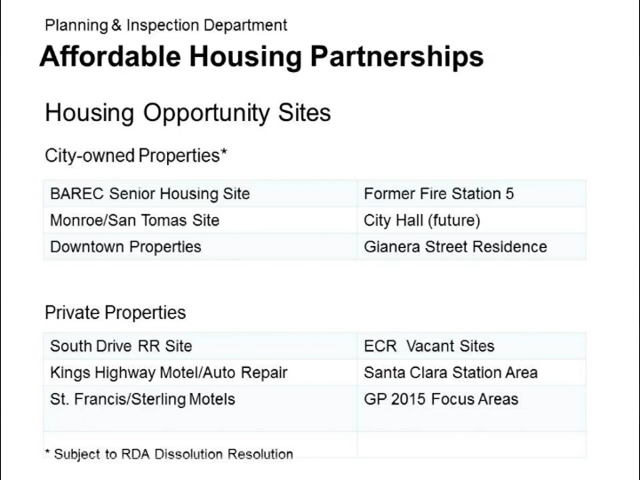 Planning & Inspection Department
Affordable Housing Partnerships
Housing Opportunity Sites
City-owned Properties*
BAREC Senior Housing Site Former Fire Station 5
Monroe/San Tomas Site City Hall (future)
Downtown Properties Gianera Street Residence
Private Properties
South Drive RR Site ECR Vacant Sites
Kings Highway Motel/Auto Repair Santa Clara Station Area
St. Francis/Sterling Motels GP 2015 Focus Areas
* Subject to RDA Dissolution Resolution